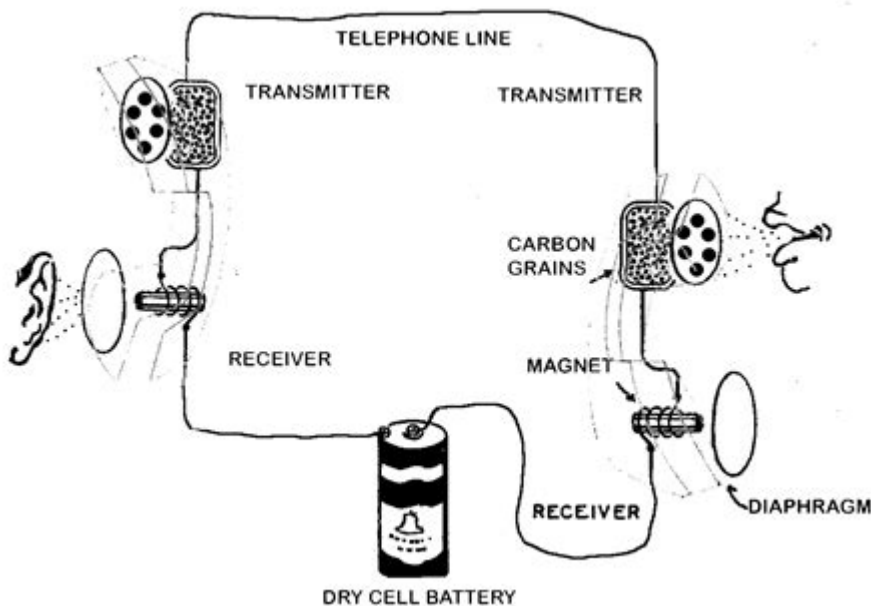 TELEPHONE LINE
TRANSMITTER
TRANSMITTER
CARBON
GRAINS
RECEIVER
MAGNET
RECEIVER
DIAPHRAGM
DRY CELL BATTERY